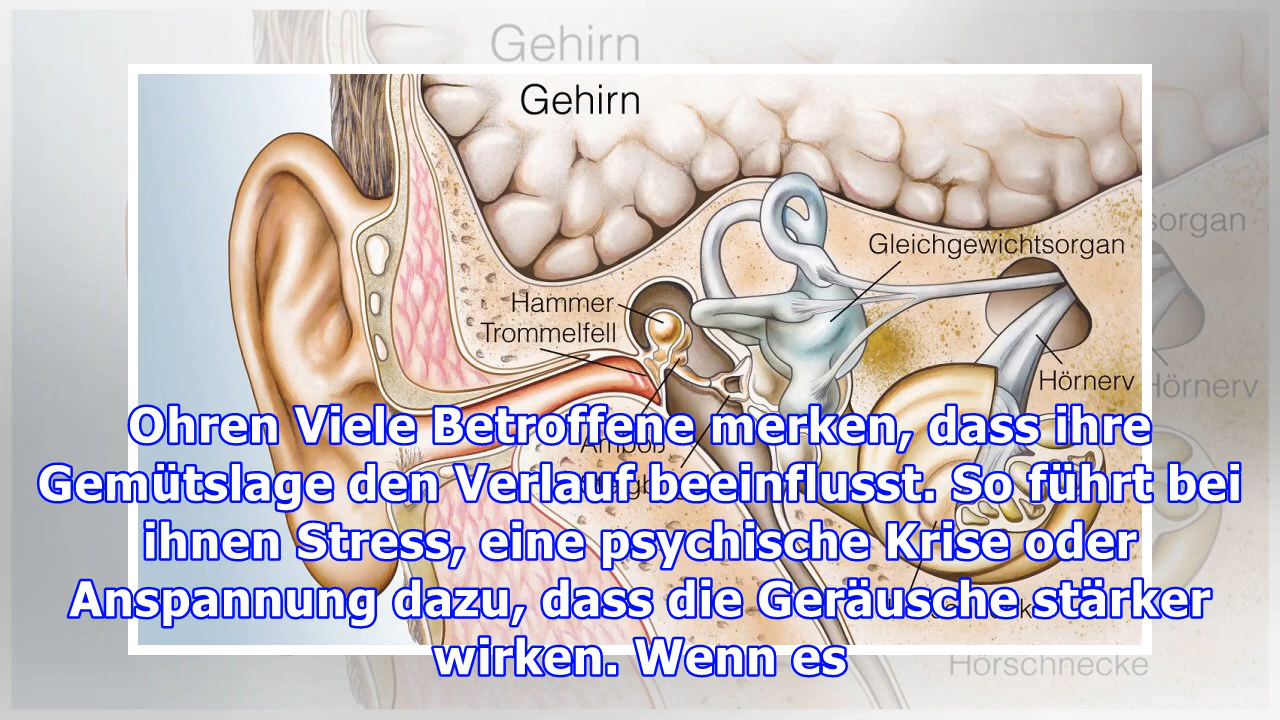 Gehirn
Gehirn
sorgan
Gleichgewichtsorgan
Hammer
Trommelfell
Hörnerv
Hörnerv
Ohren Viele Betroffene merken, dass ihre
Amboß
Gemütslage den Verlauf beeinflusst. So führt bei
ihnen Stress, eine psychische Krise oder
Anspannung dazu, dass die Geräusche stärker
wirken. Wenn es
Hörschnecke